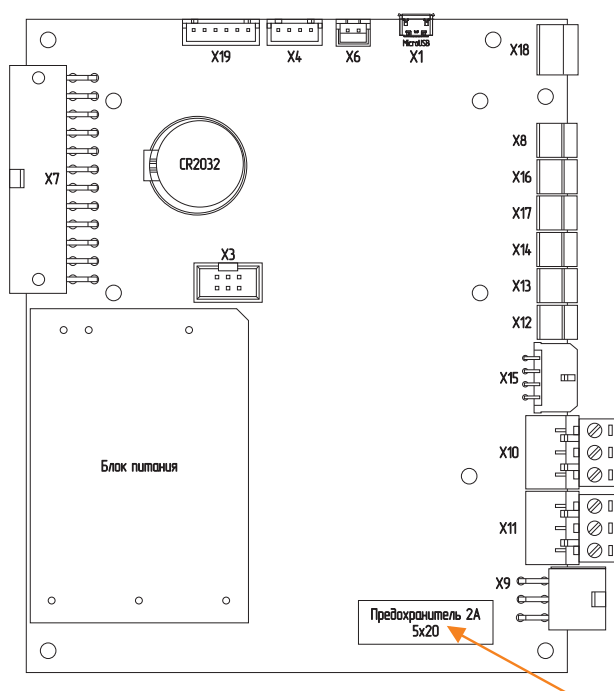 X19
X4
X6
MicroUSB
X1
X18
X8
CR2032
X7
X16
X17
X14
X3
X13
X12
X15
X10
Блок питания
X11
X9
Предохранитель 2А
5x20